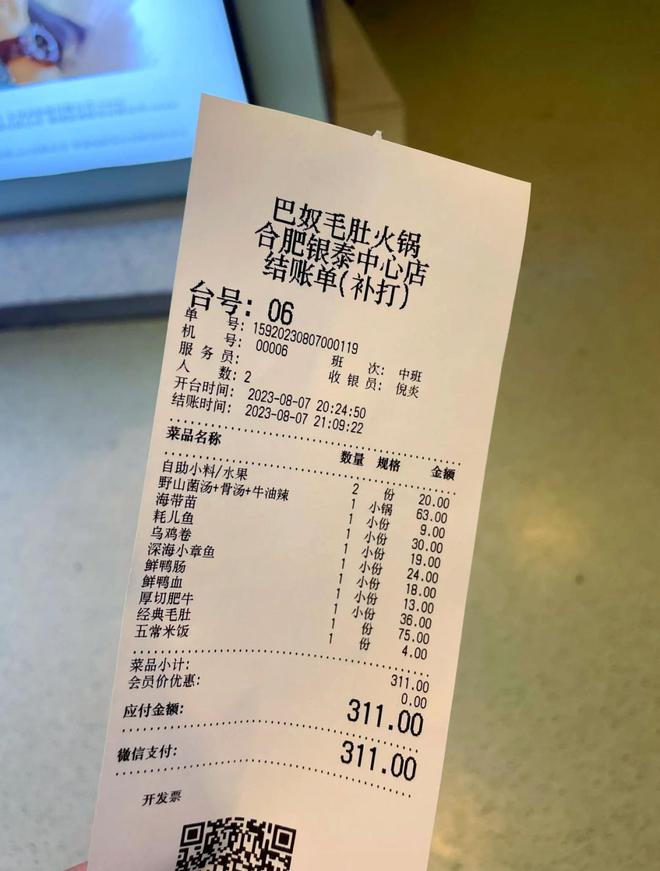 巴奴毛肚火锅
合肥银泰中心店
结账单(补打)
台号: 06
单 号: 15920230807000119
机 号: 00006 班 次: 中班
服 务 员: 收 银 员: 倪炎
人 数: 2
开台时间: 2023-08-07 20:24:50
结账时间: 2023-08-07 21:09:22
菜品名称 数量 规格 金额
自助小料/水果 2 份 20.00
野山菌汤+骨汤+牛油辣 1 小锅 63.00
海带苗 1 小份 9.00
耗儿鱼 1 小份 30.00
乌鸡卷 1 小份 19.00
深海小章鱼 1 小份 24.00
鲜鸭肠 1 小份 18.00
鲜鸭血 1 小份 13.00
厚切肥牛 1 小份 36.00
经典毛肚 1 份 75.00
五常米饭 1 份 4.00
菜品小计: 311.00
会员价优惠: 0.00
应付金额: 311.00
微信支付: 311.00
开发票